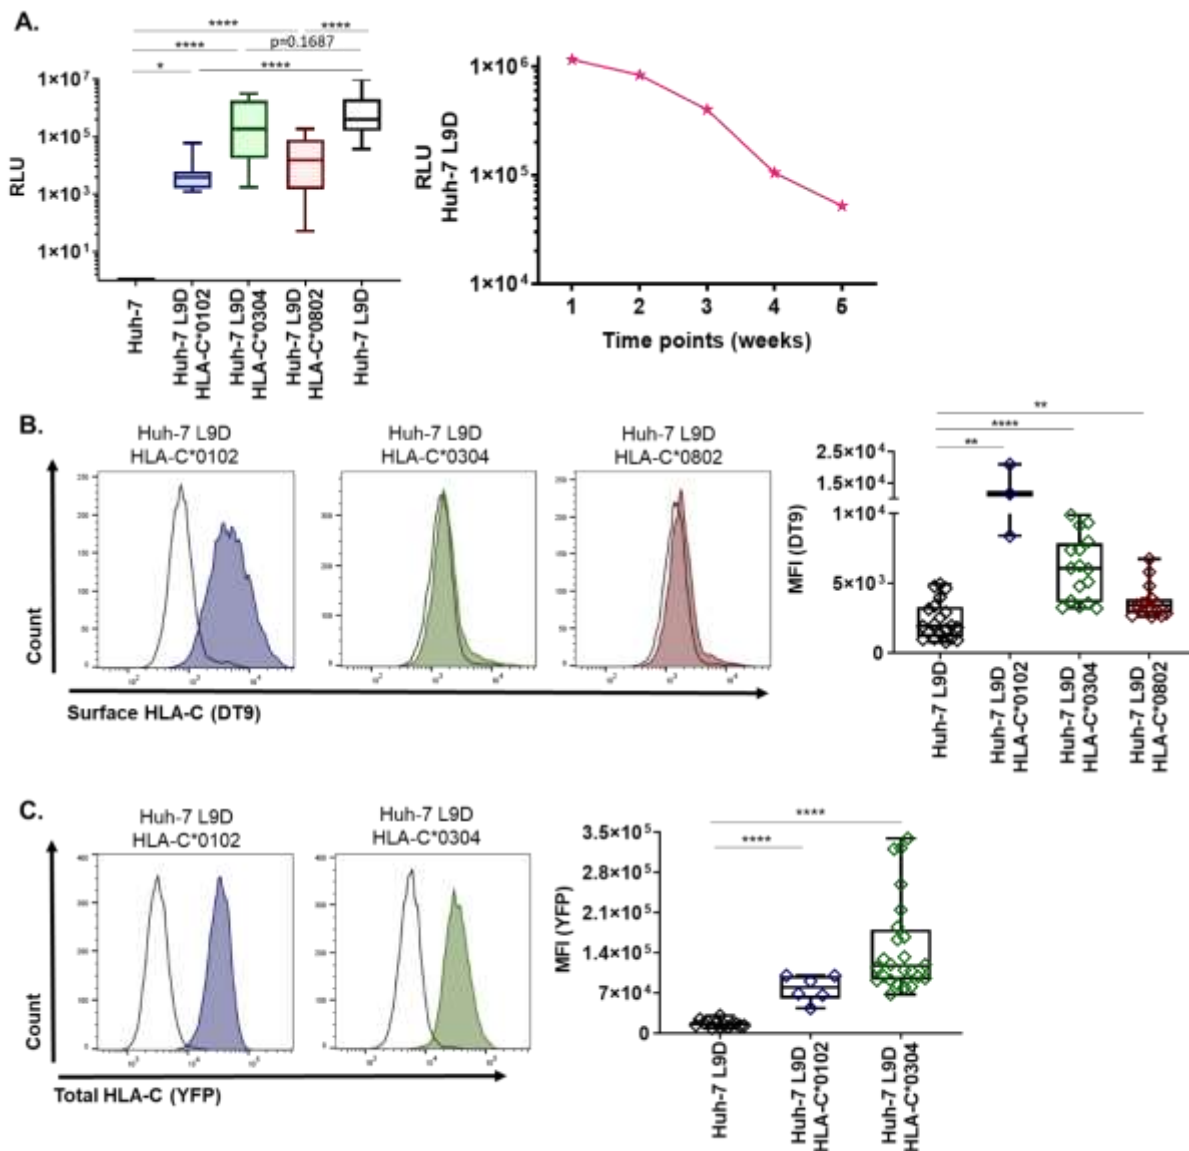 A.
****
****
****
p=0.1687
*
****
1×10⁷
1×10⁵
1×10³
1×10¹
RLU
Huh-7
Huh-7 L9D
HLA-C*0102
Huh-7 L9D
HLA-C*0304
Huh-7 L9D
HLA-C*0802
Huh-7 L9D
1×10⁶
1×10⁵
1×10⁴
RLU
Huh-7 L9D
1
2
3
4
5
Time points (weeks)
B.
Huh-7 L9D
HLA-C*0102
Huh-7 L9D
HLA-C*0304
Huh-7 L9D
HLA-C*0802
Count
Surface HLA-C (DT9)
**
****
**
2.5×10⁴
1.5×10⁴
1×10⁴
5×10³
0
MFI (DT9)
Huh-7 L9D
Huh-7 L9D
HLA-C*0102
Huh-7 L9D
HLA-C*0304
Huh-7 L9D
HLA-C*0802
C.
Huh-7 L9D
HLA-C*0102
Huh-7 L9D
HLA-C*0304
Count
Total HLA-C (YFP)
****
****
3.5×10⁵
2.8×10⁵
2.1×10⁵
1.4×10⁵
7×10⁴
0
MFI (YFP)
Huh-7 L9D
Huh-7 L9D
HLA-C*0102
Huh-7 L9D
HLA-C*0304